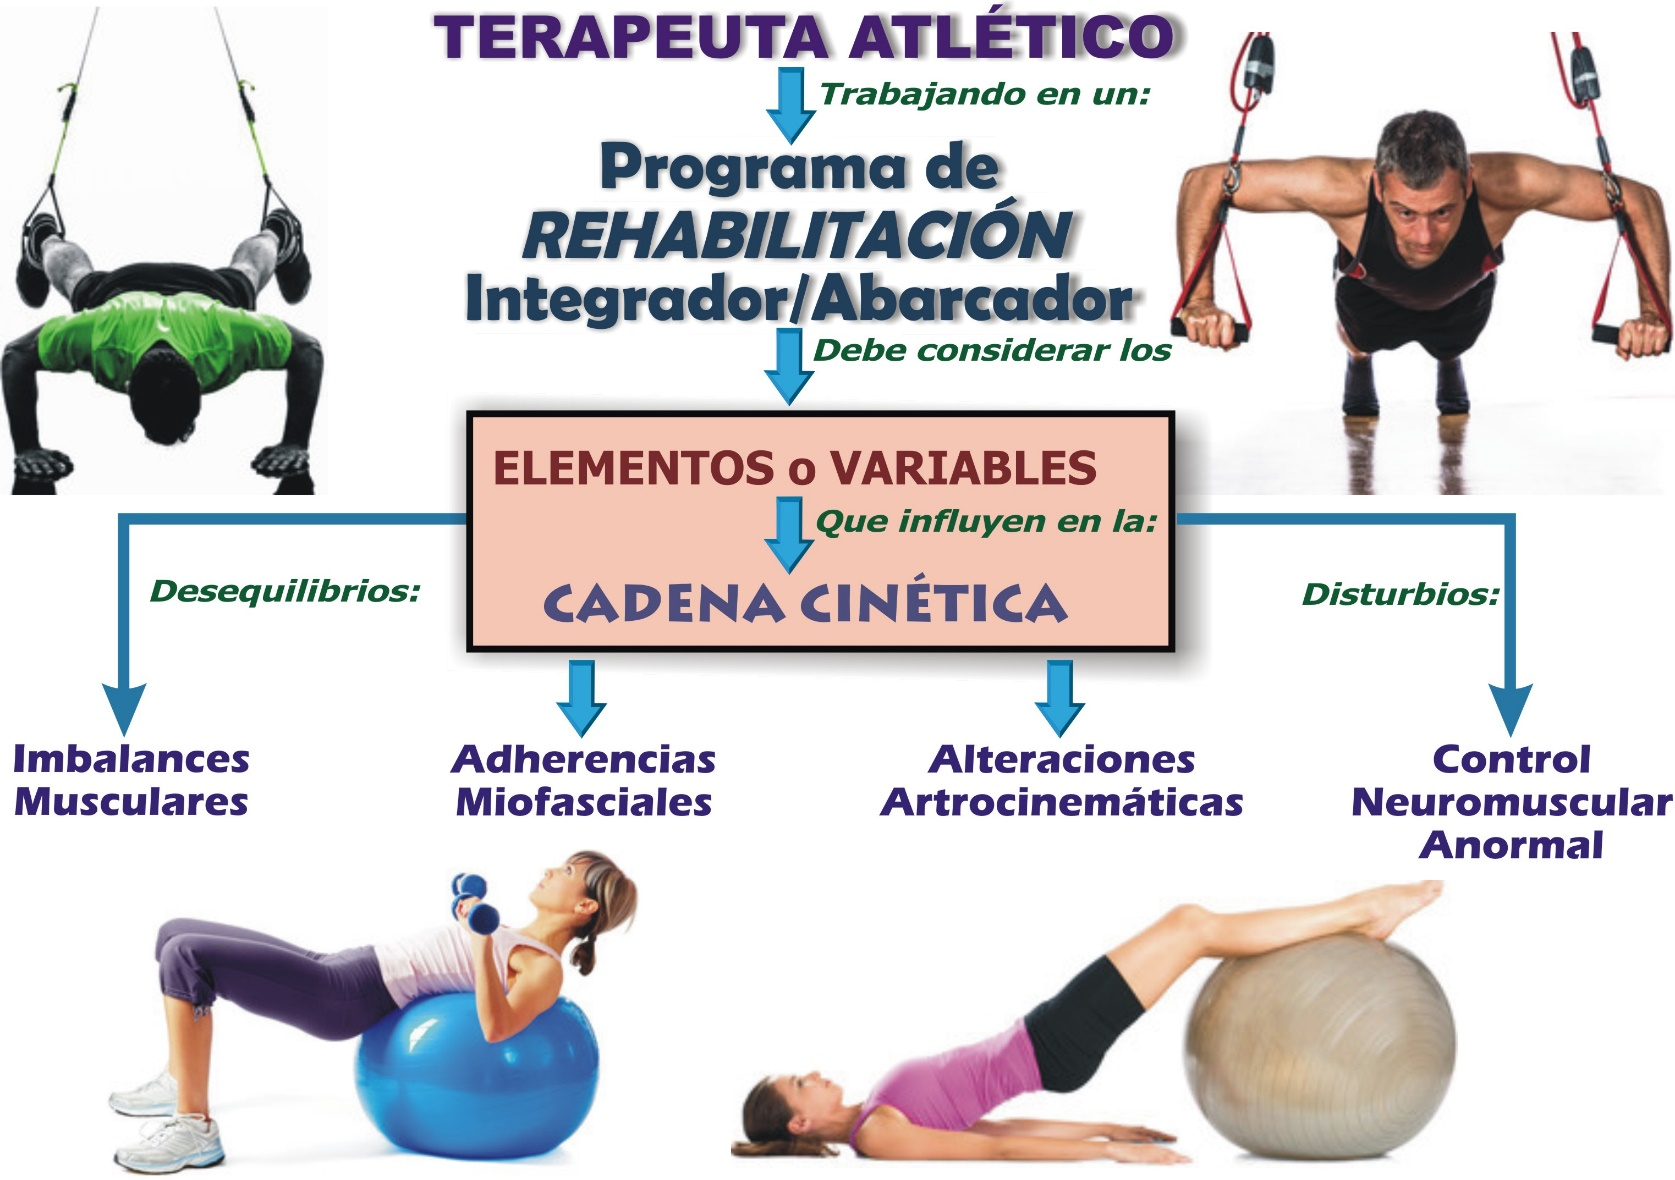 TERAPEUTA ATLÉTICO
Trabajando en un:
Programa de
REHABILITACIÓN
Integrador/Abarcador
Debe considerar los
ELEMENTOS o VARIABLES
Que influyen en la:
CADENA CINÉTICA
Desequilibrios:
Disturbios:
Imbalances
Musculares
Adherencias
Miofasciales
Alteraciones
Artrocinemáticas
Control
Neuromuscular
Anormal